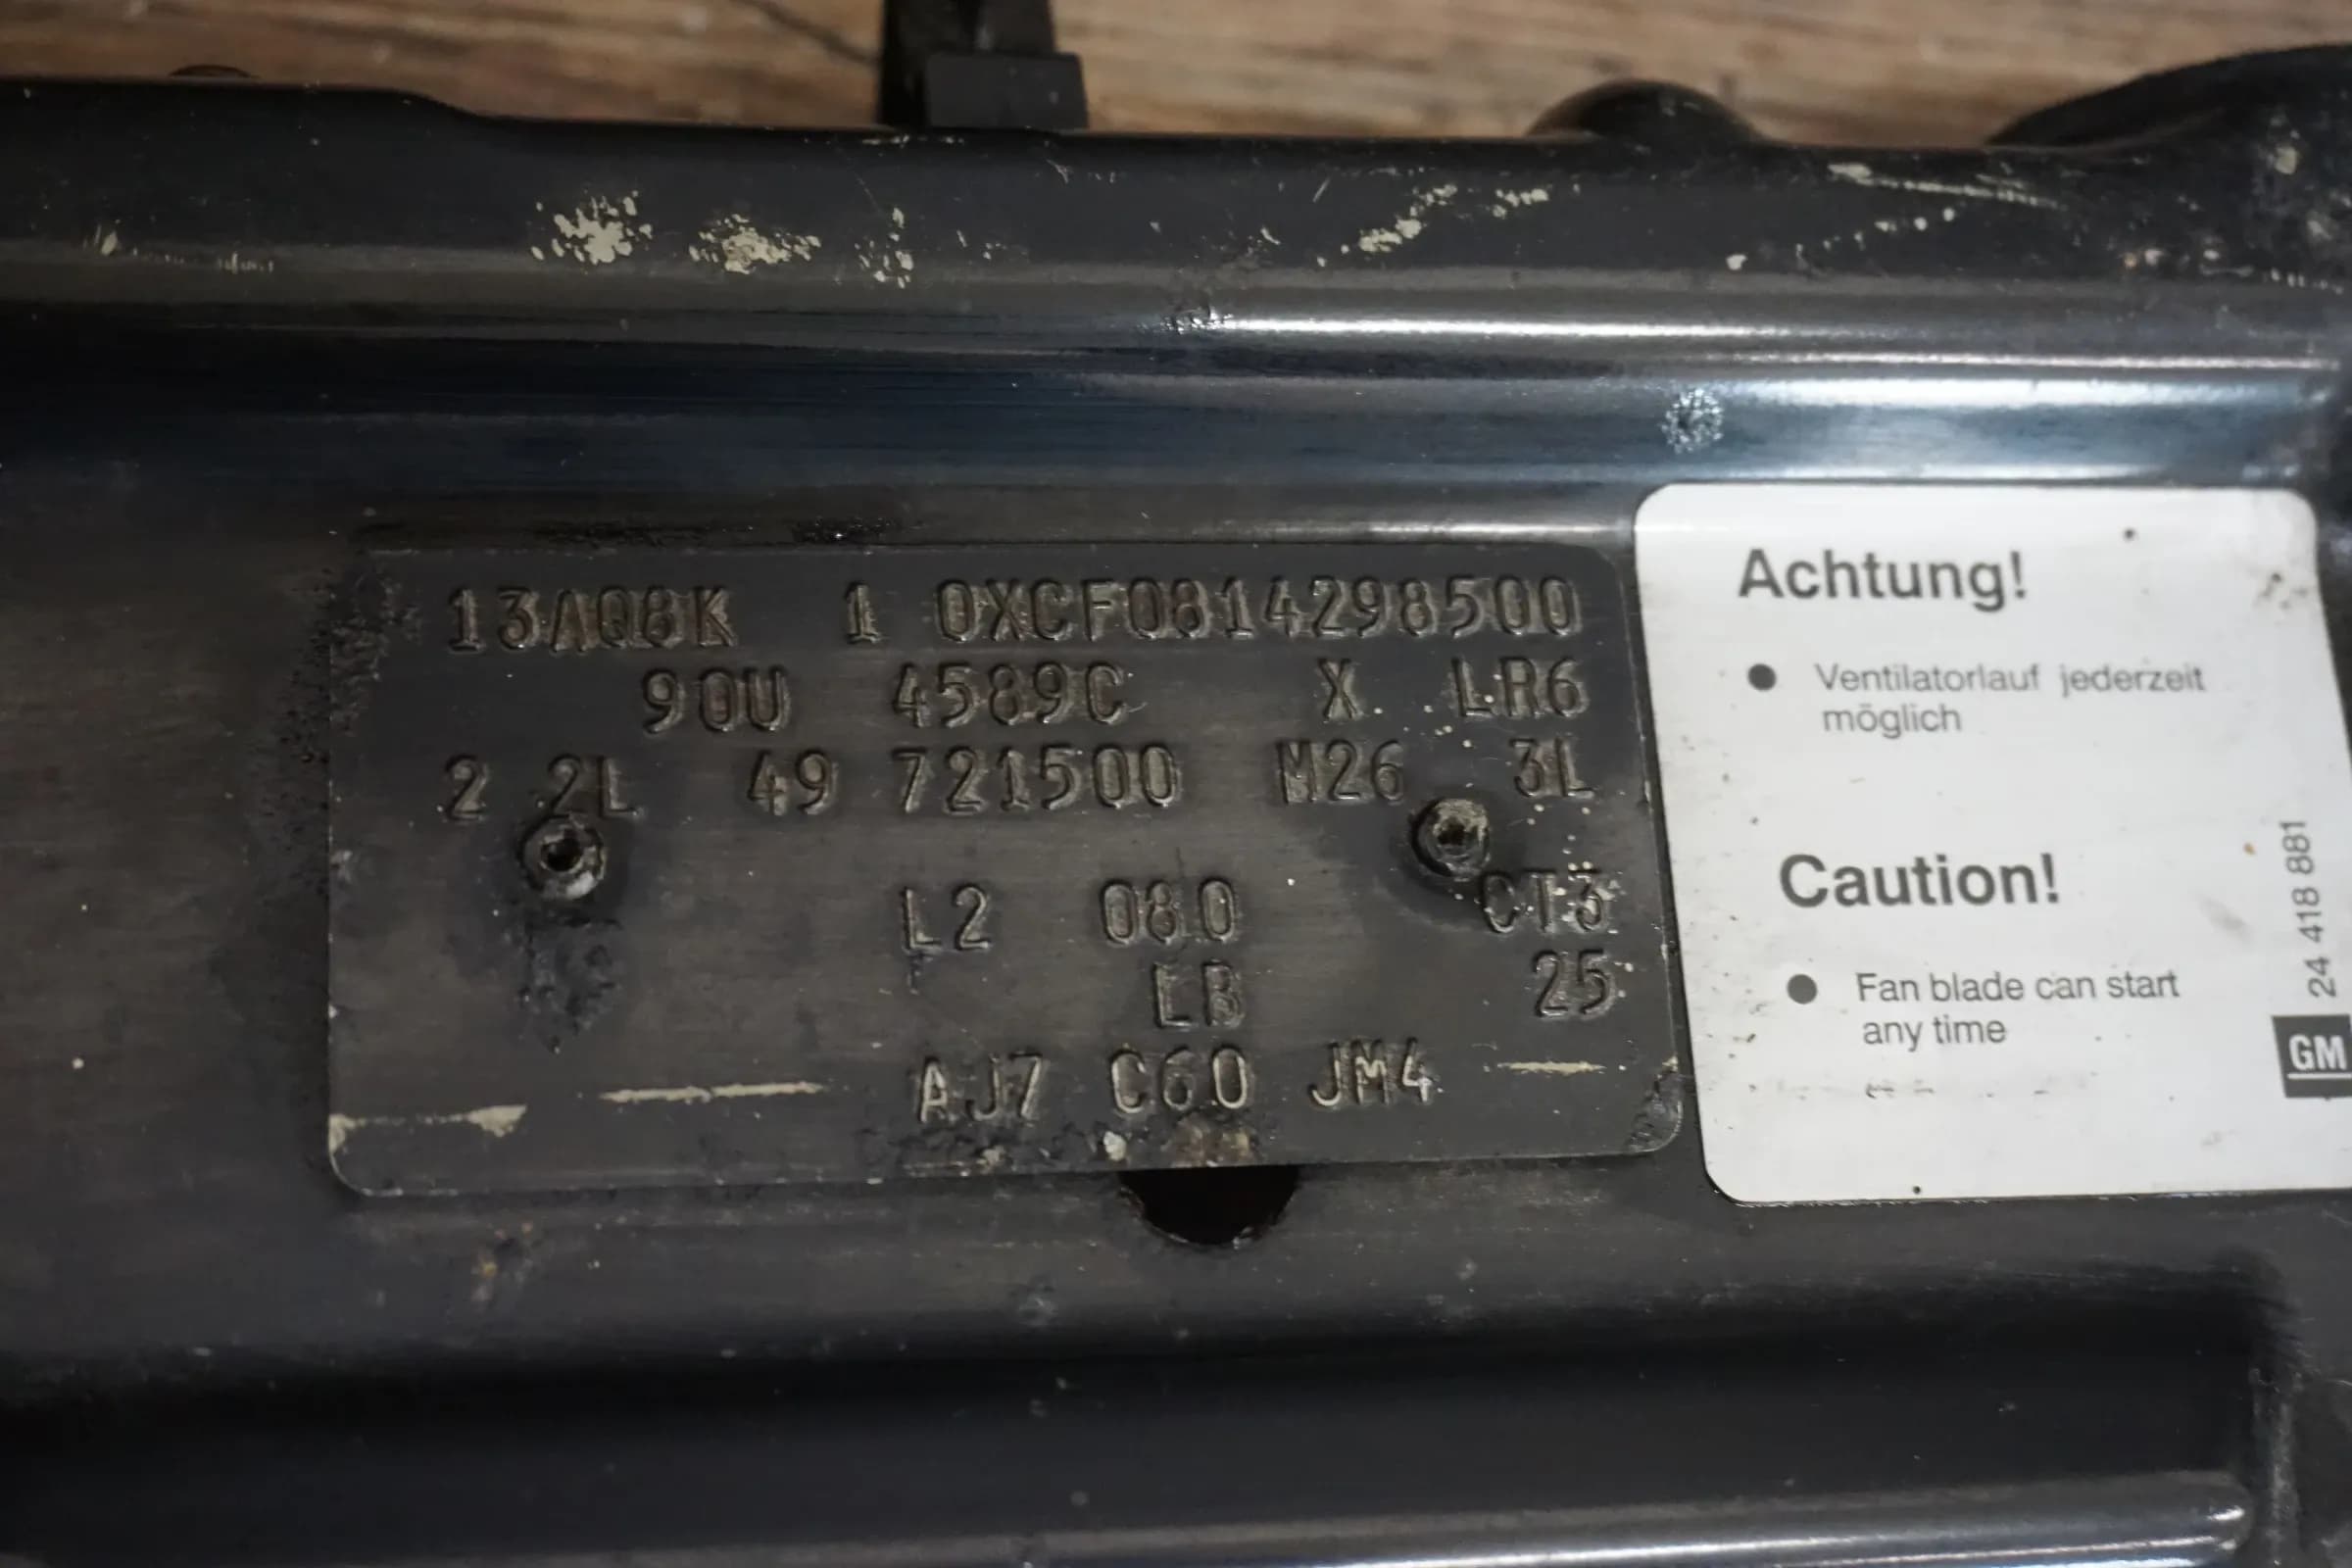 13AQ8K 1 0XCF0814298500
90U 4589C X LR6
2 2L 49 721500 M26 3L
L2 080 CT3
LB 25
AJ7 C60 JM4
Achtung!
● Ventilatorlauf jederzeit
möglich
Caution!
● Fan blade can start
any time
24 418 881
GM